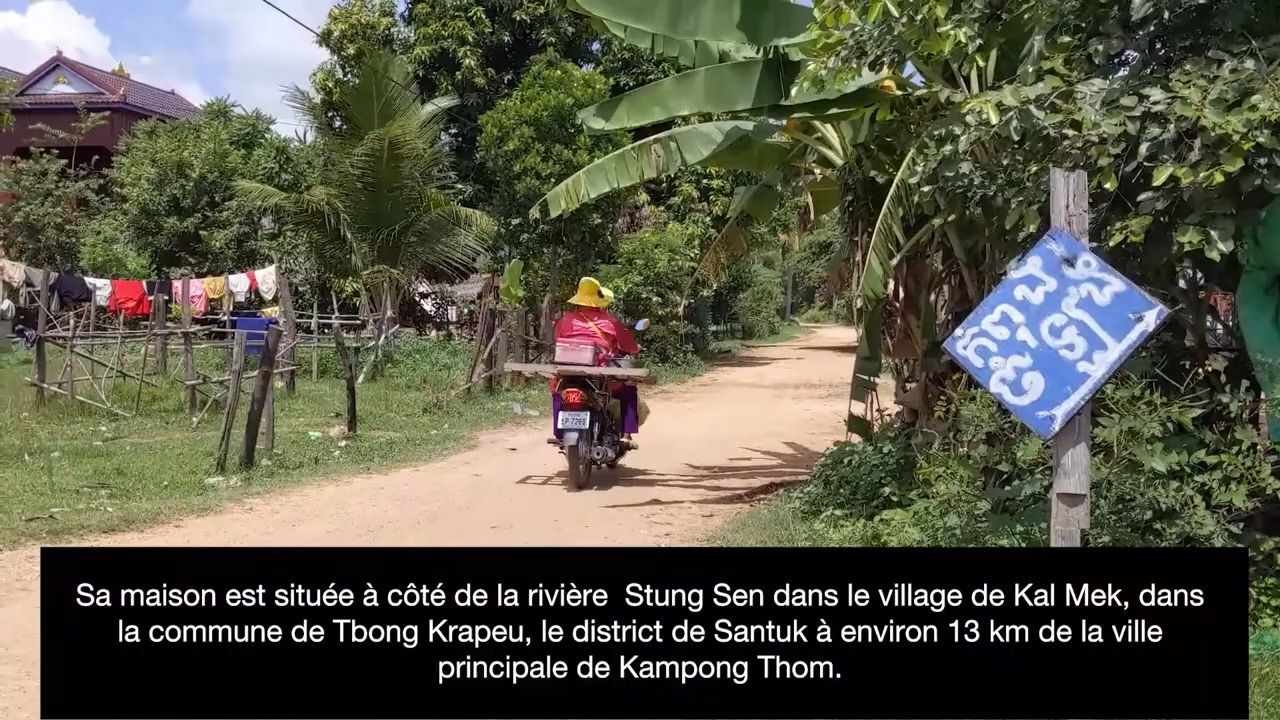 Sa maison est située à côté de la rivière  Stung Sen dans le village de Kal Mek, dans
la commune de Tbong Krapeu, le district de Santuk à environ 13 km de la ville
principale de Kampong Thom.